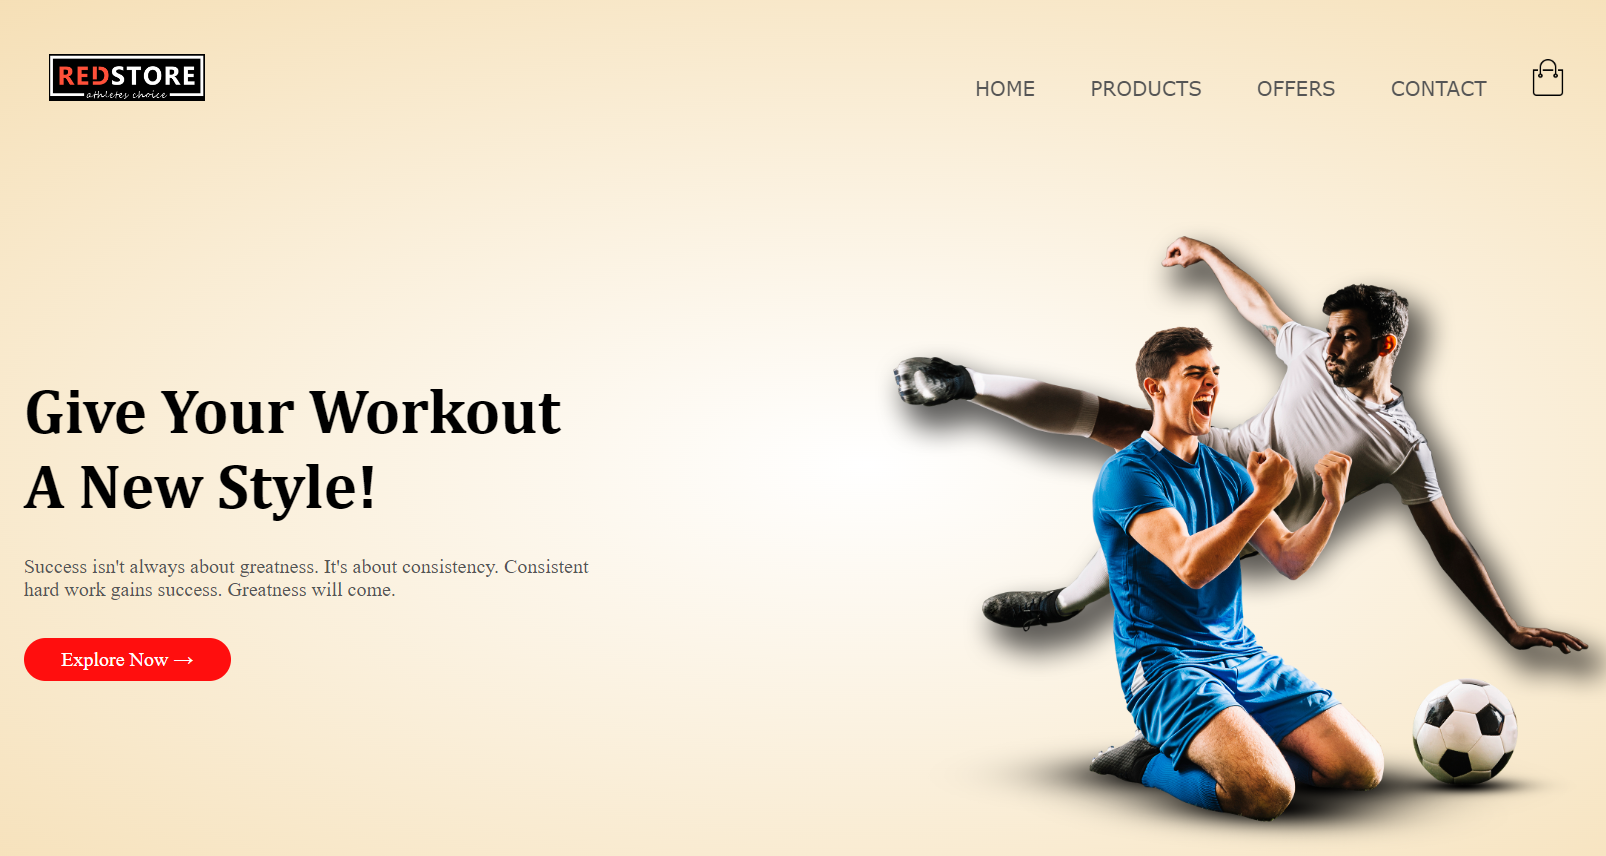 REDSTORE
athletes choice
HOME PRODUCTS OFFERS CONTACT
Give Your Workout
A New Style!
Success isn't always about greatness. It's about consistency. Consistent
hard work gains success. Greatness will come.
Explore Now →